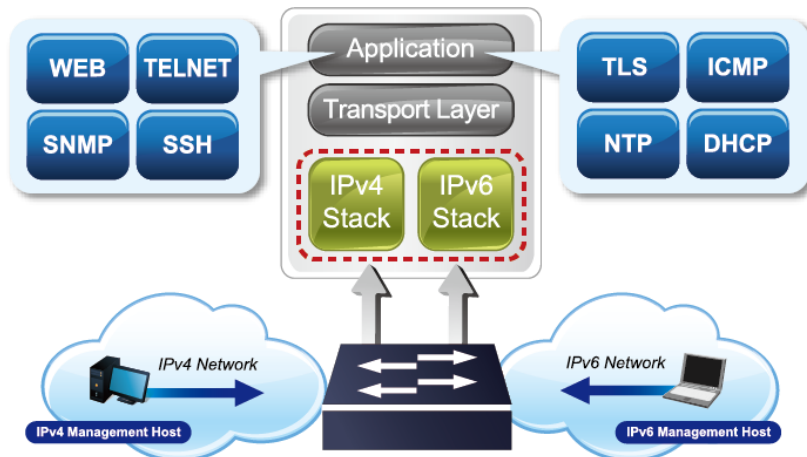 WEB
TELNET
SNMP
SSH
Application
Transport Layer
IPv4
Stack
IPv6
Stack
TLS
ICMP
NTP
DHCP
IPv4 Network
IPv4 Management Host
IPv6 Network
IPv6 Management Host